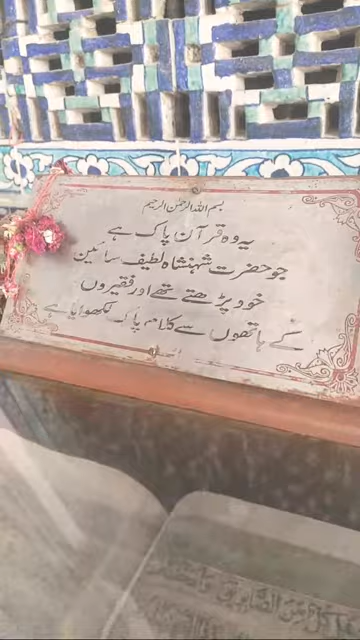 بسم اللہ الرحمٰن الرحیم
یہ وہ قرآن پاک ہے
جو حضرت شہنشاہ لطیف سائین
خود پڑھتے تھے اور فقیروں
کے ہاتھوں سے کلامِ پاک لکھوایا ہے